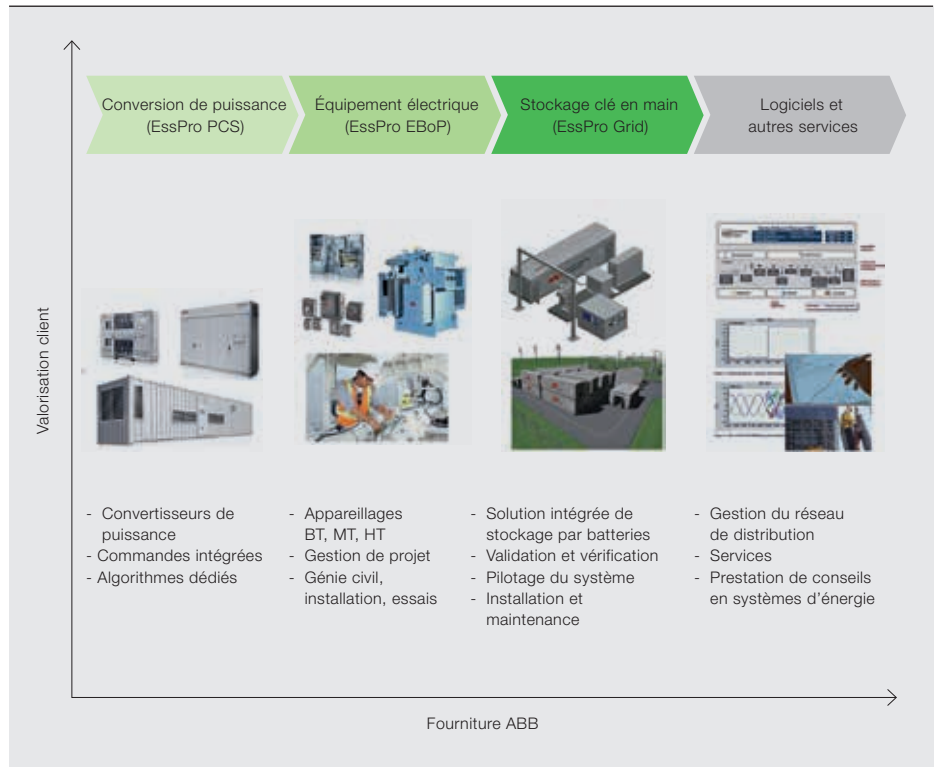 Conversion de puissance
(EssPro PCS)
Équipement électrique
(EssPro EBoP)
Stockage clé en main
(EssPro Grid)
Logiciels et
autres services
Valorisation client
- Convertisseurs de
puissance
- Commandes intégrées
- Algorithmes dédiés
- Appareillages
BT, MT, HT
- Gestion de projet
- Génie civil,
installation, essais
- Solution intégrée de
stockage par batteries
- Validation et vérification
- Pilotage du système
- Installation et
maintenance
- Gestion du réseau
de distribution
- Services
- Prestation de conseils
en systèmes d'énergie
Fourniture ABB